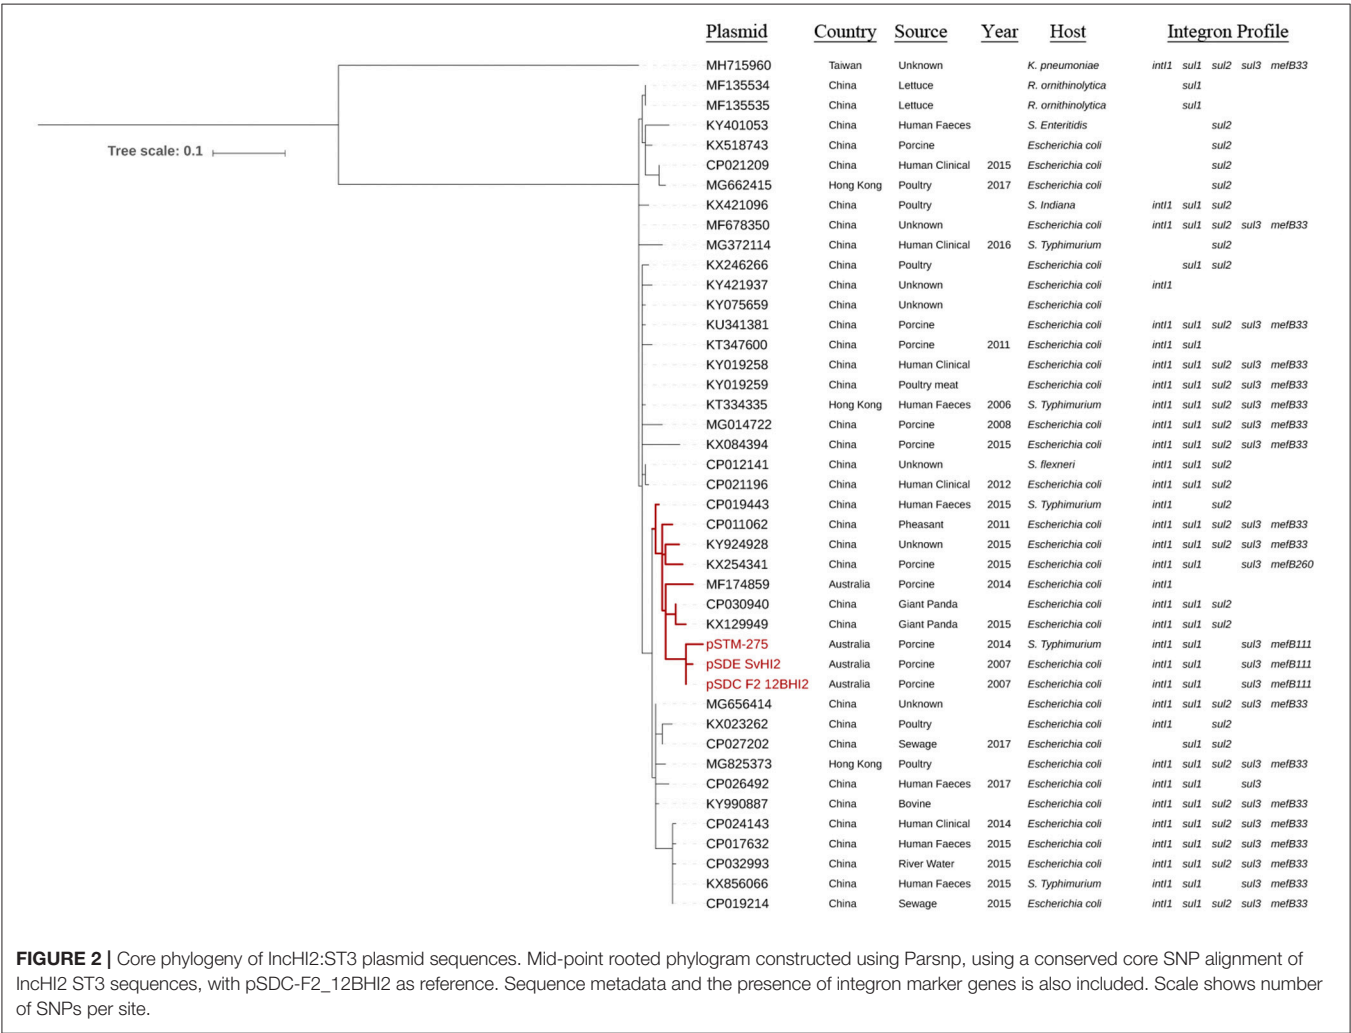 Plasmid Country Source Year Host Integron Profile
MH715960 Taiwan Unknown K. pneumoniae intI1 sul1 sul2 sul3 mefB33
MF135534 China Lettuce R. ornithinolytica sul1
MF135535 China Lettuce R. ornithinolytica sul1
KY401053 China Human Faeces S. Enteritidis sul2
Tree scale: 0.1
KX518743 China Porcine Escherichia coli sul2
CP021209 China Human Clinical 2015 Escherichia coli sul2
MG662415 Hong Kong Poultry 2017 Escherichia coli sul2
KX421096 China Poultry S. Indiana intI1 sul1 sul2
MF678350 China Unknown Escherichia coli intI1 sul1 sul2 sul3 mefB33
MG372114 China Human Clinical 2016 S. Typhimurium sul2
KX246266 China Poultry Escherichia coli sul1 sul2
KY421937 China Unknown Escherichia coli intI1
KY075659 China Unknown Escherichia coli
KU341381 China Porcine Escherichia coli intI1 sul1 sul2 sul3 mefB33
KT347600 China Porcine 2011 Escherichia coli intI1 sul1
KY019258 China Human Clinical Escherichia coli intI1 sul1 sul2 sul3 mefB33
KY019259 China Poultry meat Escherichia coli intI1 sul1 sul2 sul3 mefB33
KT334335 Hong Kong Human Faeces 2006 S. Typhimurium intI1 sul1 sul2 sul3 mefB33
MG014722 China Porcine 2008 Escherichia coli intI1 sul1 sul2 sul3 mefB33
KX084394 China Porcine 2015 Escherichia coli intI1 sul1 sul2 sul3 mefB33
CP012141 China Unknown S. flexneri intI1 sul1 sul2
CP021196 China Human Clinical 2012 Escherichia coli intI1 sul1 sul2
CP019443 China Human Faeces 2015 S. Typhimurium intI1 sul2
CP011062 China Pheasant 2011 Escherichia coli intI1 sul1 sul2 sul3 mefB33
KY924928 China Unknown 2015 Escherichia coli intI1 sul1 sul2 sul3 mefB33
KX254341 China Porcine 2015 Escherichia coli intI1 sul1 sul3 mefB260
MF174859 Australia Porcine 2014 Escherichia coli intI1
CP030940 China Giant Panda Escherichia coli intI1 sul1 sul2
KX129949 China Giant Panda 2015 Escherichia coli intI1 sul1 sul2
pSTM-275 Australia Porcine 2014 S. Typhimurium intI1 sul1 sul3 mefB111
pSDE SvHI2 Australia Porcine 2007 Escherichia coli intI1 sul1 sul3 mefB111
pSDC F2 12BHI2 Australia Porcine 2007 Escherichia coli intI1 sul1 sul3 mefB111
MG656414 China Unknown Escherichia coli intI1 sul1 sul2 sul3 mefB33
KX023262 China Poultry Escherichia coli intI1 sul2
CP027202 China Sewage 2017 Escherichia coli sul1 sul2
MG825373 Hong Kong Poultry Escherichia coli intI1 sul1 sul2 sul3 mefB33
CP026492 China Human Faeces 2017 Escherichia coli intI1 sul1 sul3
KY990887 China Bovine Escherichia coli intI1 sul1 sul2 sul3 mefB33
CP024143 China Human Clinical 2014 Escherichia coli intI1 sul1 sul2 sul3 mefB33
CP017632 China Human Faeces 2015 Escherichia coli intI1 sul1 sul2 sul3 mefB33
CP032993 China River Water 2015 Escherichia coli intI1 sul1 sul2 sul3 mefB33
KX856066 China Human Faeces 2015 S. Typhimurium intI1 sul1 sul3 mefB33
CP019214 China Sewage 2015 Escherichia coli intI1 sul1 sul2 sul3 mefB33
FIGURE 2 | Core phylogeny of IncHI2:ST3 plasmid sequences. Mid-point rooted phylogram constructed using Parsnp, using a conserved core SNP alignment of
IncHI2 ST3 sequences, with pSDC-F2_12BHI2 as reference. Sequence metadata and the presence of integron marker genes is also included. Scale shows number
of SNPs per site.